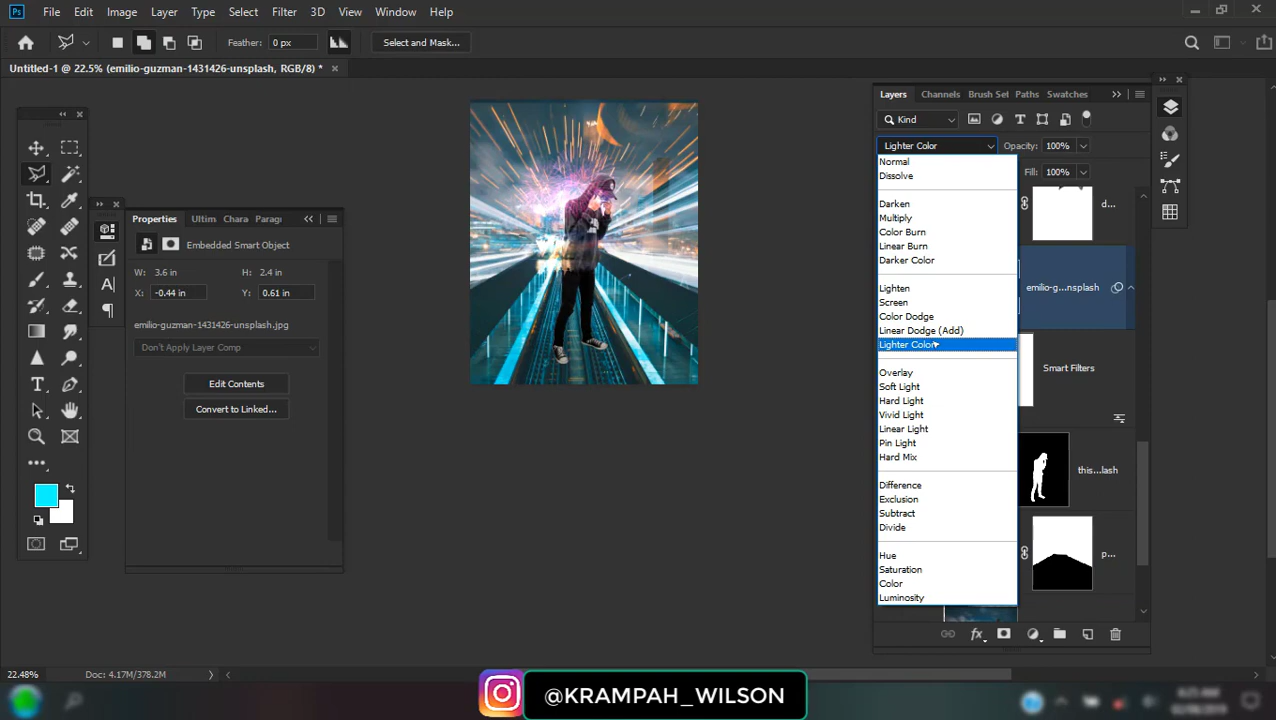 Ps File Edit Image Layer Type Select Filter 3D View Window Help
Feather: 0 px Select and Mask...
Untitled-1 @ 22.5% (emilio-guzman-1431426-unsplash, RGB/8) *
Layers Channels Brush Set Paths Swatches
Kind
Lighter Color Opacity: 100%
Fill: 100%
Normal
Dissolve
Darken
Multiply
Color Burn
Linear Burn
Darker Color
Lighten
Screen
Color Dodge
Linear Dodge (Add)
Lighter Color
Overlay
Soft Light
Hard Light
Vivid Light
Linear Light
Pin Light
Hard Mix
Difference
Exclusion
Subtract
Divide
Hue
Saturation
Color
Luminosity
d...
emilio-g...nsplash
Smart Filters
this...lash
p...
fx
Properties Ultim Chara Paragr
Embedded Smart Object
W: 3.6 in H: 2.4 in
X: -0.44 in Y: 0.61 in
emilio-guzman-1431426-unsplash.jpg
Don't Apply Layer Comp
Edit Contents
Convert to Linked...
22.48% Doc: 4.17M/378.2M
@KRAMPAH_WILSON